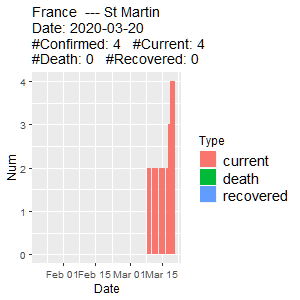 France  --- St Martin
Date: 2020-03-20
#Confirmed: 4   #Current: 4
#Death: 0   #Recovered: 0
4
3
2
1
0
Num
Feb 01 Feb 15 Mar 01 Mar 15
Date
Type
current
death
recovered